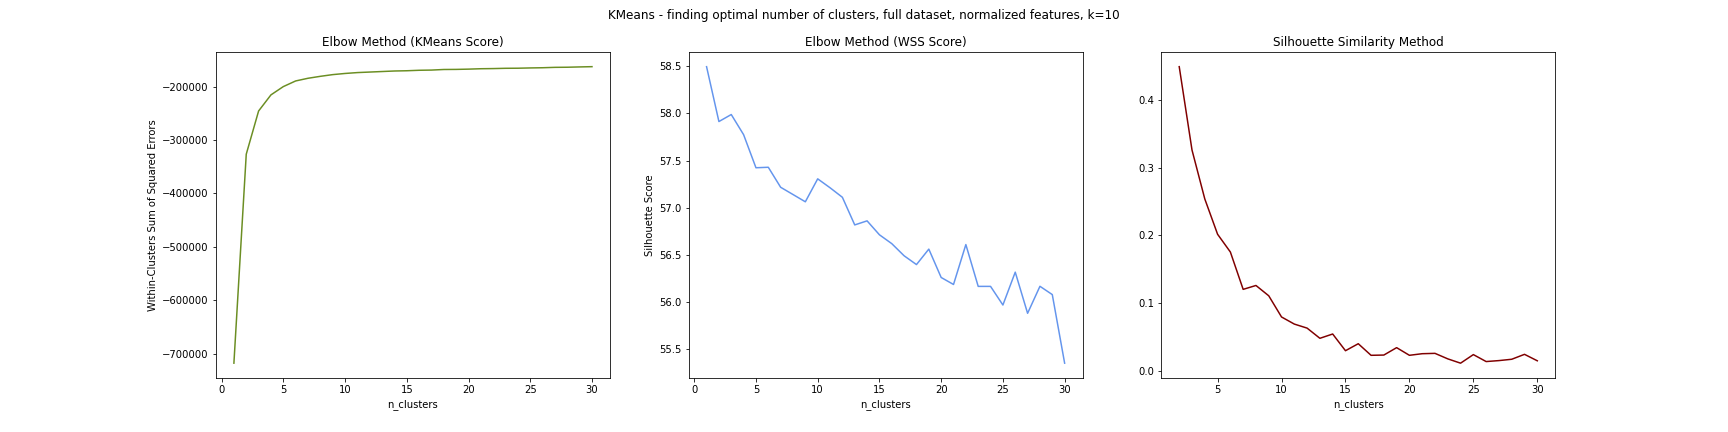 KMeans - finding optimal number of clusters, full dataset, normalized features, k=10
Elbow Method (KMeans Score)
Within-Clusters Sum of Squared Errors
−200000
−300000
−400000
−500000
−600000
−700000
0 5 10 15 20 25 30
n_clusters
Elbow Method (WSS Score)
Silhouette Score
58.5
58.0
57.5
57.0
56.5
56.0
55.5
0 5 10 15 20 25 30
n_clusters
Silhouette Similarity Method
0.4
0.3
0.2
0.1
0.0
5 10 15 20 25 30
n_clusters